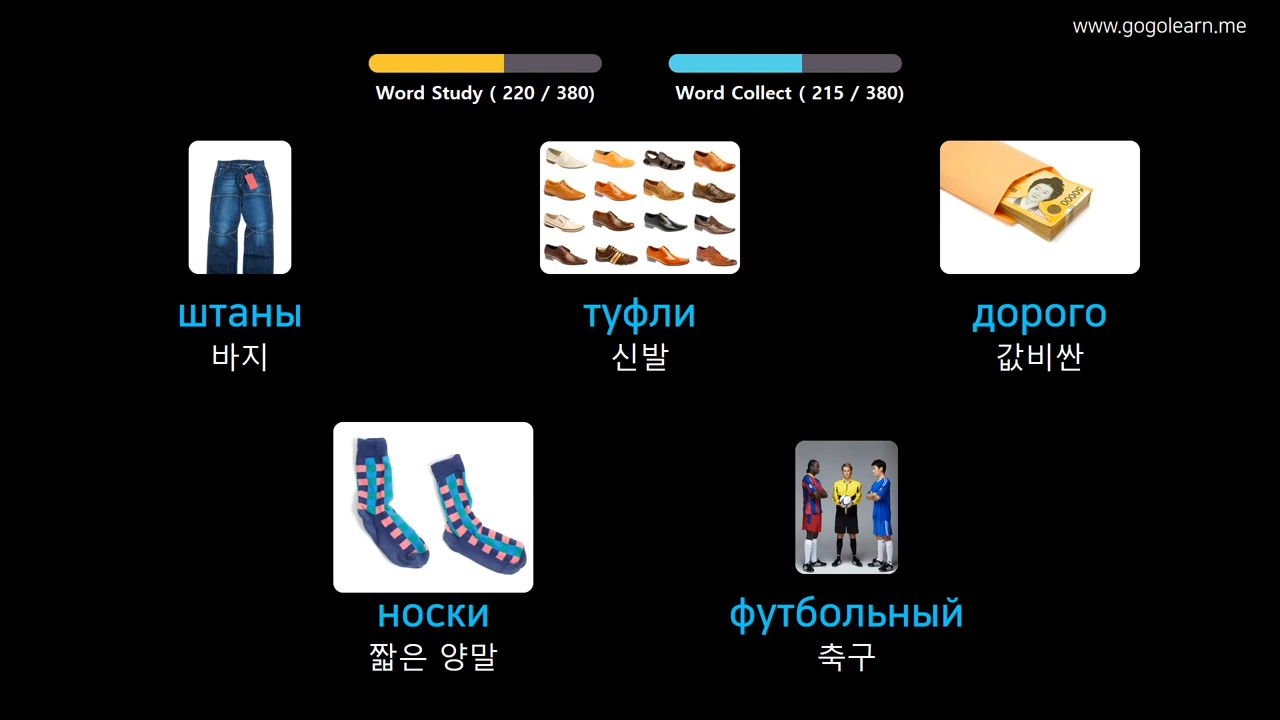 www.gogolearn.me
Word Study ( 220 / 380)
Word Collect ( 215 / 380)
штаны
바지
туфли
신발
50000
дорого
값비싼
носки
짧은 양말
футбольный
축구